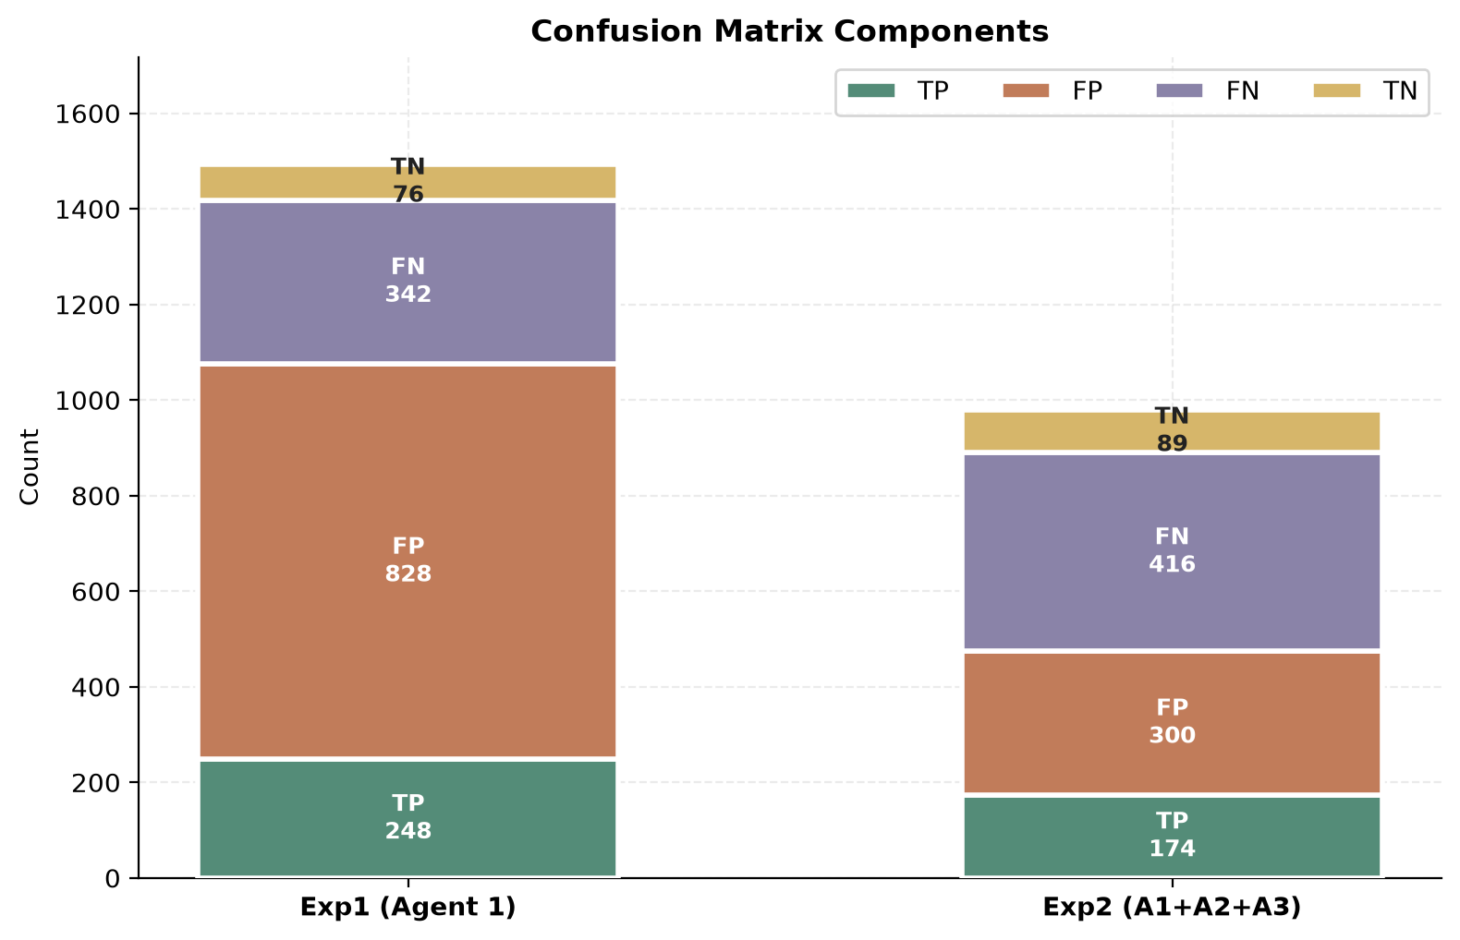 Confusion Matrix Components
TP FP FN TN
Count
1600
1400
1200
1000
800
600
400
200
0
TN
76
FN
342
FP
828
TP
248
TN
89
FN
416
FP
300
TP
174
Exp1 (Agent 1)
Exp2 (A1+A2+A3)